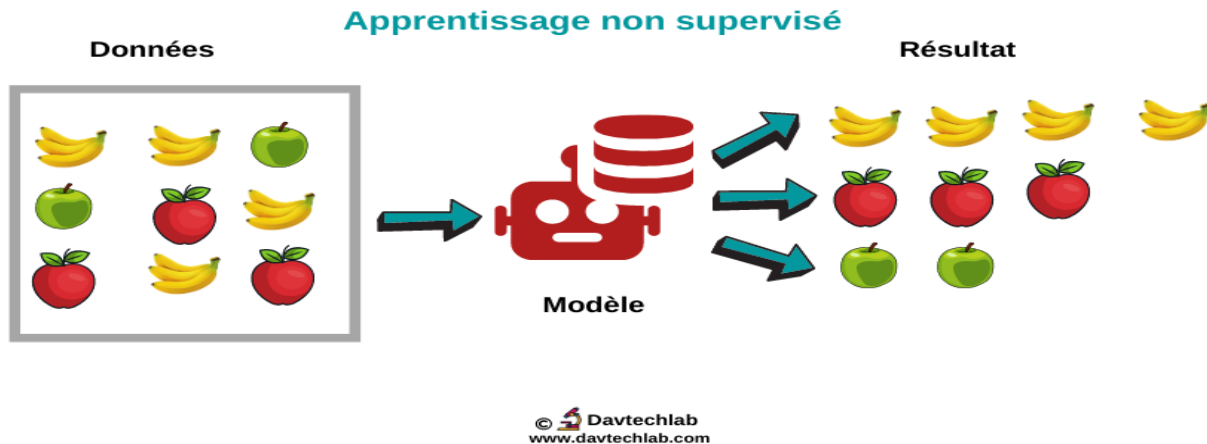 Apprentissage non supervisé
Données
Résultat
Modèle
© Davtechlab
www.davtechlab.com